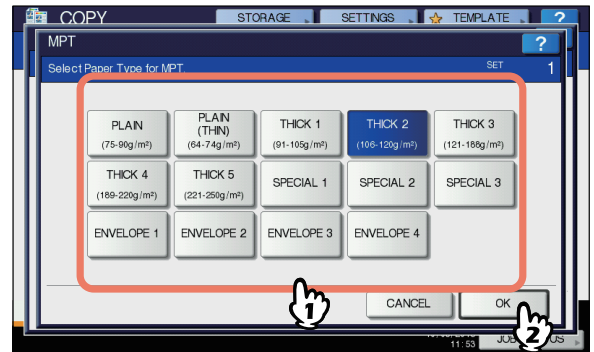 COPY STORAGE SETTINGS TEMPLATE ?
MPT ?
Select Paper Type for MPT. SET 1
PLAIN
(75-90g/m²)
PLAIN
(THIN)
(64-74g/m²)
THICK 1
(91-105g/m²)
THICK 2
(106-120g/m²)
THICK 3
(121-188g/m²)
THICK 4
(189-220g/m²)
THICK 5
(221-250g/m²)
SPECIAL 1
SPECIAL 2
SPECIAL 3
ENVELOPE 1
ENVELOPE 2
ENVELOPE 3
ENVELOPE 4
1
CANCEL
OK
2
11:53